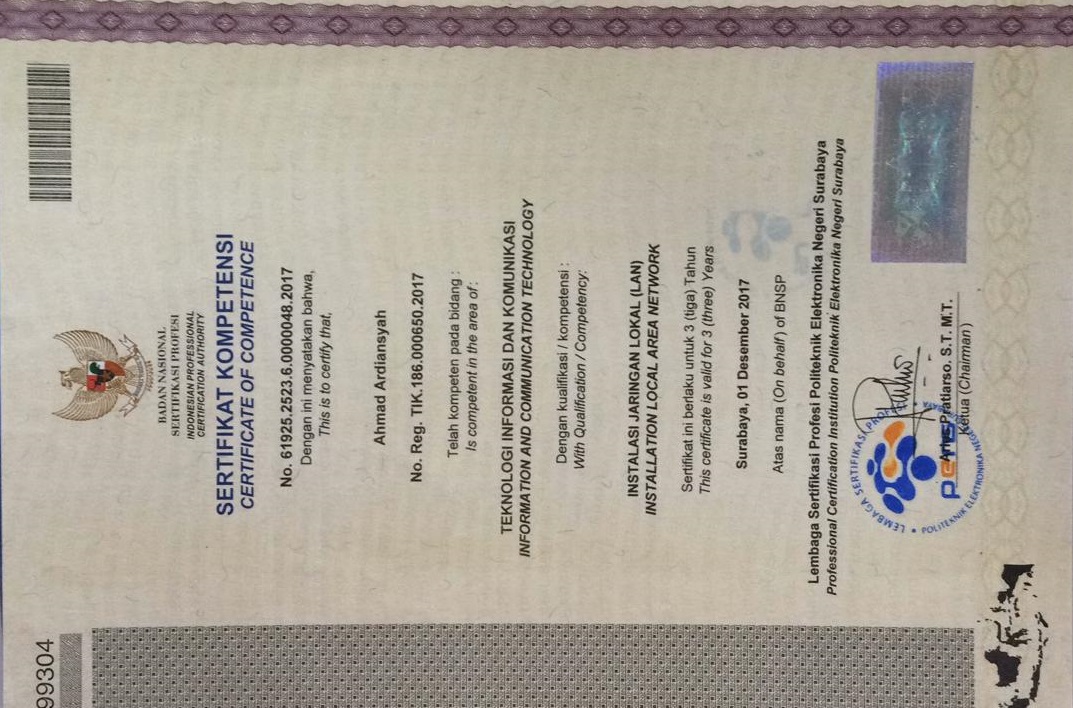 99304
BADAN NASIONAL
SERTIFIKASI PROFESI
INDONESIAN PROFESSIONAL
CERTIFICATION AUTHORITY
SERTIFIKAT KOMPETENSI
CERTIFICATE OF COMPETENCE
No. 61925.2523.6.0000048.2017
Dengan ini menyatakan bahwa,
This is to certify that,
Ahmad Ardiansyah
No. Reg. TIK.186.000650.2017
Telah kompeten pada bidang :
Is competent in the area of:
TEKNOLOGI INFORMASI DAN KOMUNIKASI
INFORMATION AND COMMUNICATION TECHNOLOGY
Dengan kualifikasi / kompetensi :
With Qualification / Competency:
INSTALASI JARINGAN LOKAL (LAN)
INSTALLATION LOCAL AREA NETWORK
Sertifikat ini berlaku untuk 3 (tiga) Tahun
This certificate is valid for 3 (three) Years
Surabaya, 01 Desember 2017
Atas nama (On behalf) of BNSP
Lembaga Sertifikasi Profesi Politeknik Elektronika Negeri Surabaya
Professional Certification Institution Politeknik Elektronika Negeri Surabaya
LEMBAGA SERTIFIKASI PROFESI
POLITEKNIK ELEKTRONIKA NEGERI
Pratiarso. S.T. M.T.
Ketua (Chairman)